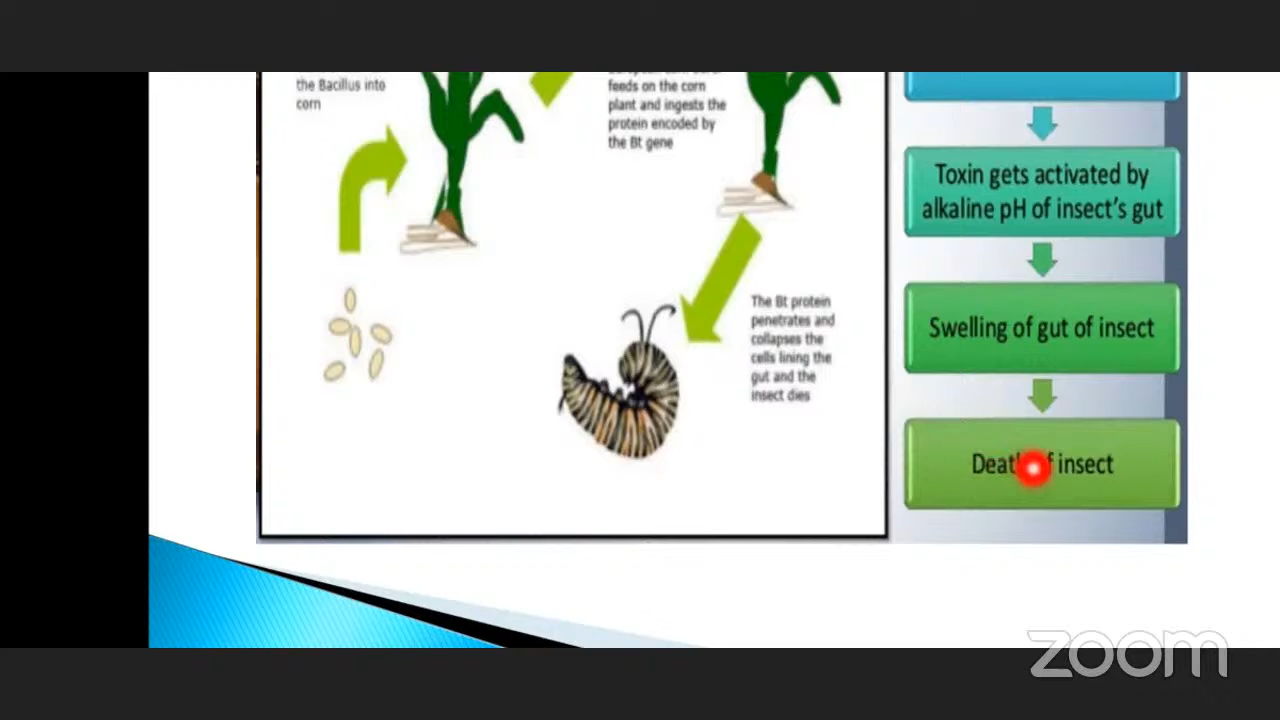 the Bacillus into
corn
feeds on the corn
plant and ingests the
protein encoded by
the Bt gene
The Bt protein
penetrates and
collapses the
cells lining the
gut and the
insect dies
Toxin gets activated by
alkaline pH of insect's gut
Swelling of gut of insect
Death of insect
zoom